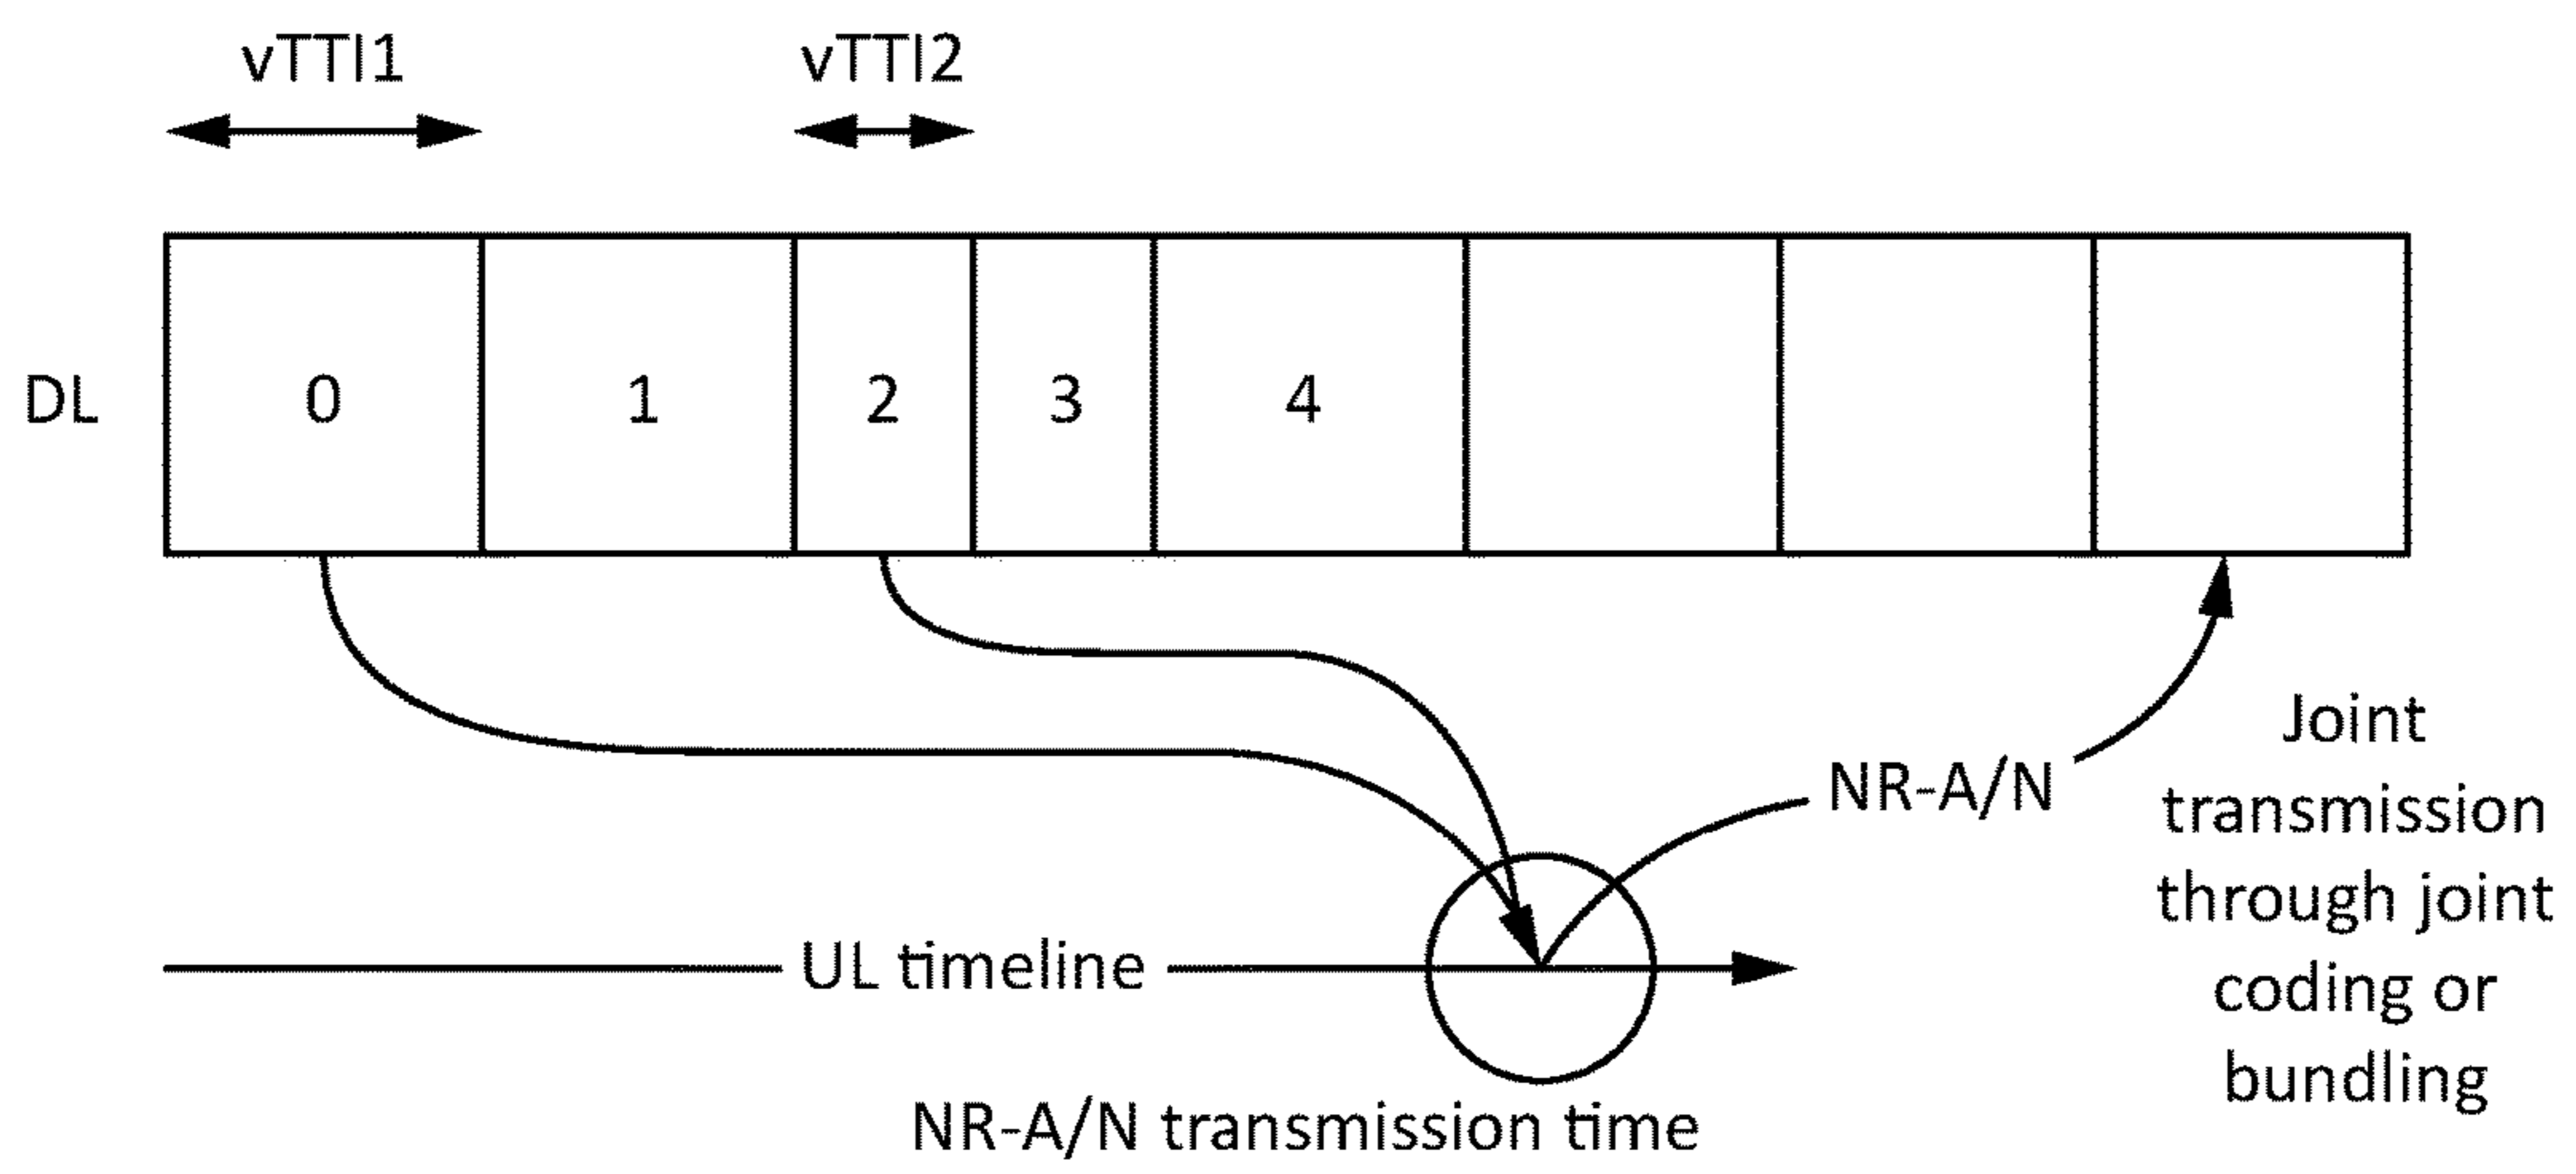 vTTI1 vTTI2
DL 0 1 2 3 4
NR-A/N
Joint
transmission
through joint
coding or
bundling
UL timeline
NR-A/N transmission time